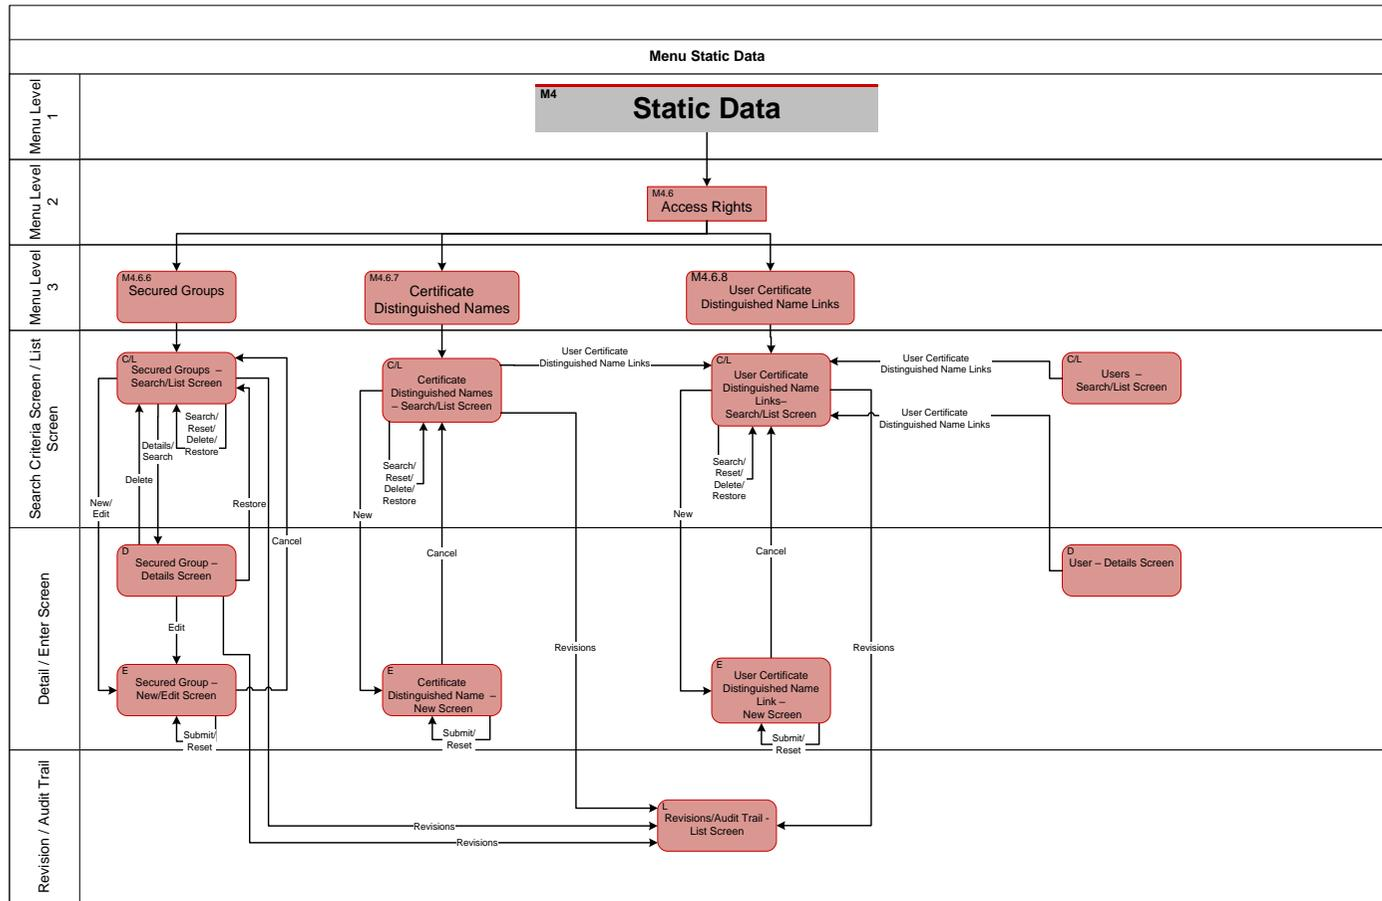 Menu Static Data
Menu Level
1
M4
Static Data
Menu Level
2
M4.6
Access Rights
Menu Level
3
M4.6.6
Secured Groups
M4.6.7
Certificate
Distinguished Names
M4.6.8
User Certificate
Distinguished Name Links
Search Criteria Screen / List
Screen
C/L
Secured Groups –
Search/List Screen
C/L
Certificate
Distinguished Names
– Search/List Screen
User Certificate
Distinguished Name Links
C/L
User Certificate
Distinguished Name
Links–
Search/List Screen
User Certificate
Distinguished Name Links
C/L
Users –
Search/List Screen
User Certificate
Distinguished Name Links
Search/
Reset/
Delete/
Restore
Details/
Search
Delete
New/
Edit
Restore
Cancel
Search/
Reset/
Delete/
Restore
New
Cancel
Search/
Reset/
Delete/
Restore
New
Cancel
Detail / Enter Screen
D
Secured Group –
Details Screen
D
User – Details Screen
Edit
Revisions
Revisions
E
Secured Group –
New/Edit Screen
E
Certificate
Distinguished Name –
New Screen
E
User Certificate
Distinguished Name
Link –
New Screen
Submit/
Reset
Submit/
Reset
Submit/
Reset
Revision / Audit Trail
L
Revisions/Audit Trail -
List Screen
Revisions
Revisions